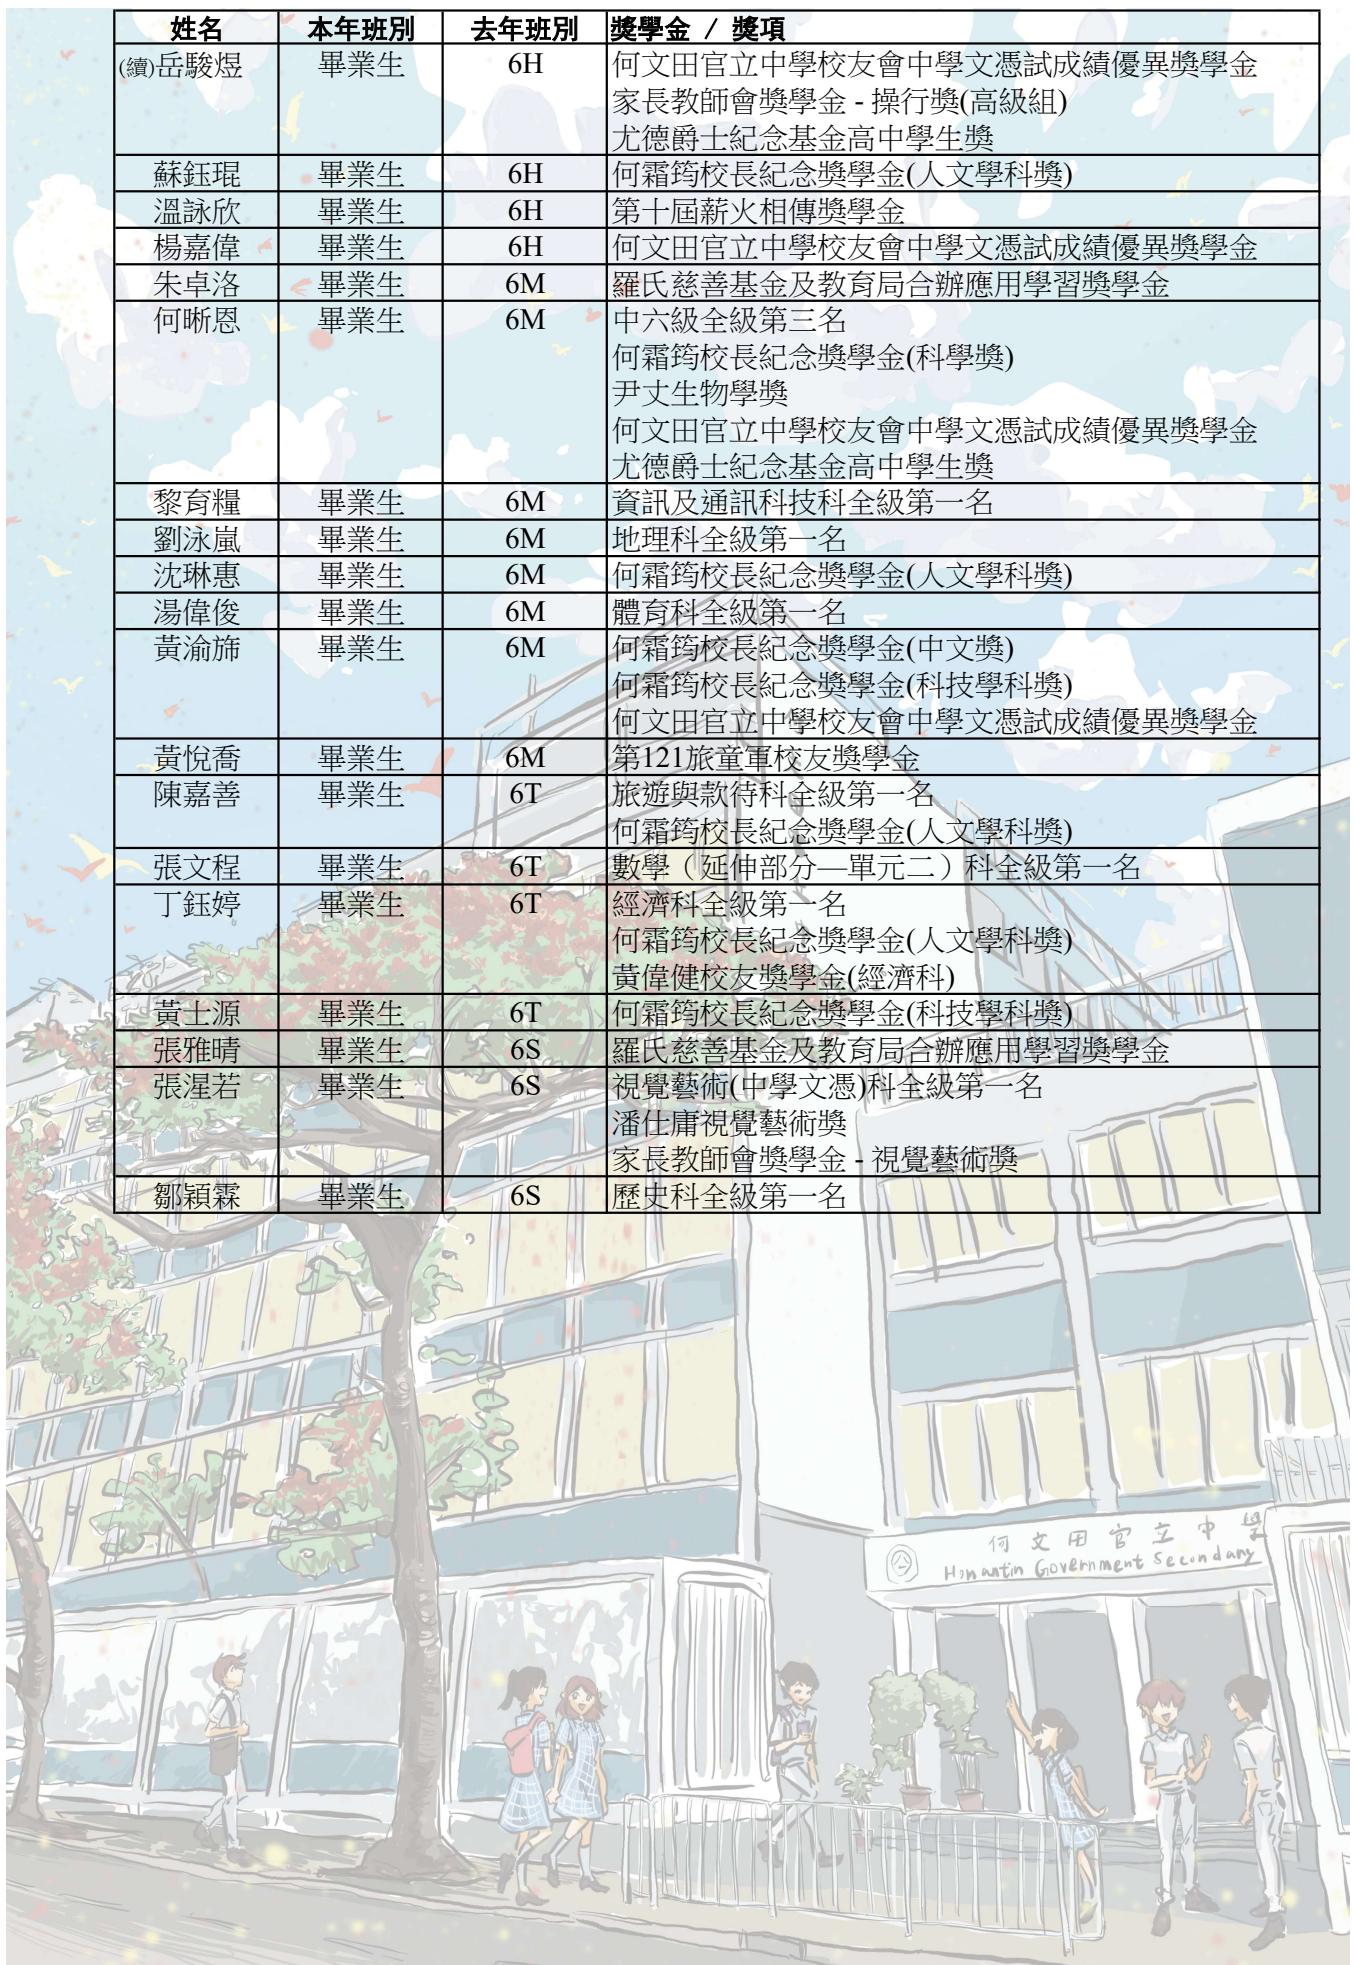 姓名 本年班別 去年班別 獎學金 / 獎項
(續)岳駿煜 畢業生 6H 何文田官立中學校友會中學文憑試成績優異獎學金
家長教師會獎學金 - 操行獎(高級組)
尤德爵士紀念基金高中學生獎
蘇鈺琨 畢業生 6H 何霜筠校長紀念獎學金(人文學科獎)
溫詠欣 畢業生 6H 第十屆薪火相傳獎學金
楊嘉偉 畢業生 6H 何文田官立中學校友會中學文憑試成績優異獎學金
朱卓洛 畢業生 6M 羅氏慈善基金及教育局合辦應用學習獎學金
何晰恩 畢業生 6M 中六級全級第三名
何霜筠校長紀念獎學金(科學獎)
尹丈生物學獎
何文田官立中學校友會中學文憑試成績優異獎學金
尤德爵士紀念基金高中學生獎
黎育糧 畢業生 6M 資訊及通訊科技科全級第一名
劉泳嵐 畢業生 6M 地理科全級第一名
沈琳惠 畢業生 6M 何霜筠校長紀念獎學金(人文學科獎)
湯偉俊 畢業生 6M 體育科全級第一名
黃渝旆 畢業生 6M 何霜筠校長紀念獎學金(中文獎)
何霜筠校長紀念獎學金(科技學科獎)
何文田官立中學校友會中學文憑試成績優異獎學金
黃悅喬 畢業生 6M 第121旅童軍校友獎學金
陳嘉善 畢業生 6T 旅遊與款待科全級第一名
何霜筠校長紀念獎學金(人文學科獎)
張文程 畢業生 6T 數學（延伸部分—單元二）科全級第一名
丁鈺婷 畢業生 6T 經濟科全級第一名
何霜筠校長紀念獎學金(人文學科獎)
黃偉健校友獎學金(經濟科)
黃士源 畢業生 6T 何霜筠校長紀念獎學金(科技學科獎)
張雅晴 畢業生 6S 羅氏慈善基金及教育局合辦應用學習獎學金
張湦若 畢業生 6S 視覺藝術(中學文憑)科全級第一名
潘仕庸視覺藝術獎
家長教師會獎學金 - 視覺藝術獎
鄒穎霖 畢業生 6S 歷史科全級第一名
何文田官立中學
Homantin Government Secondary